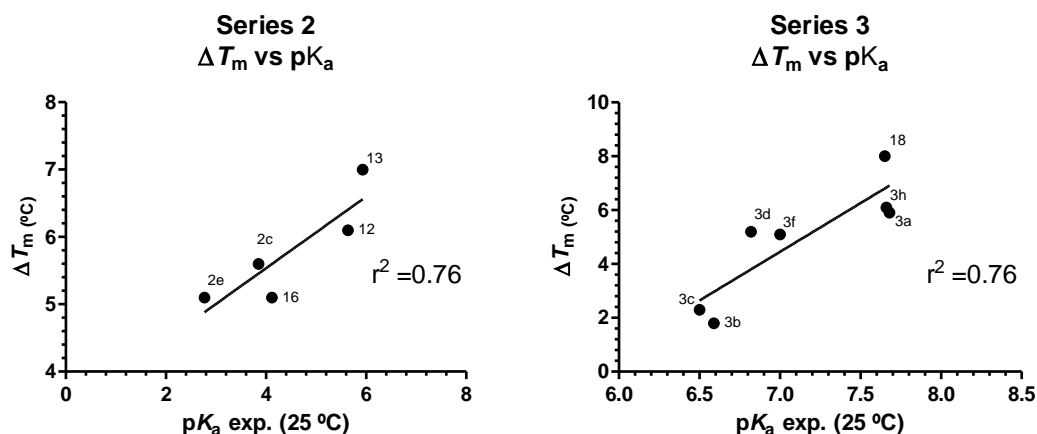 Series 2
Δ Tm vs pKa
8
7
6
5
4
0
2
4
6
8
ΔTm (ºC)
pKa exp. (25 ºC)
13
12
2c
2e
16
r² =0.76
Series 3
Δ Tm vs pKa
10
8
6
4
2
0
6.0
6.5
7.0
7.5
8.0
8.5
ΔTm (ºC)
pKa exp. (25 ºC)
18
3h
3a
3d
3f
3c
3b
r² =0.76